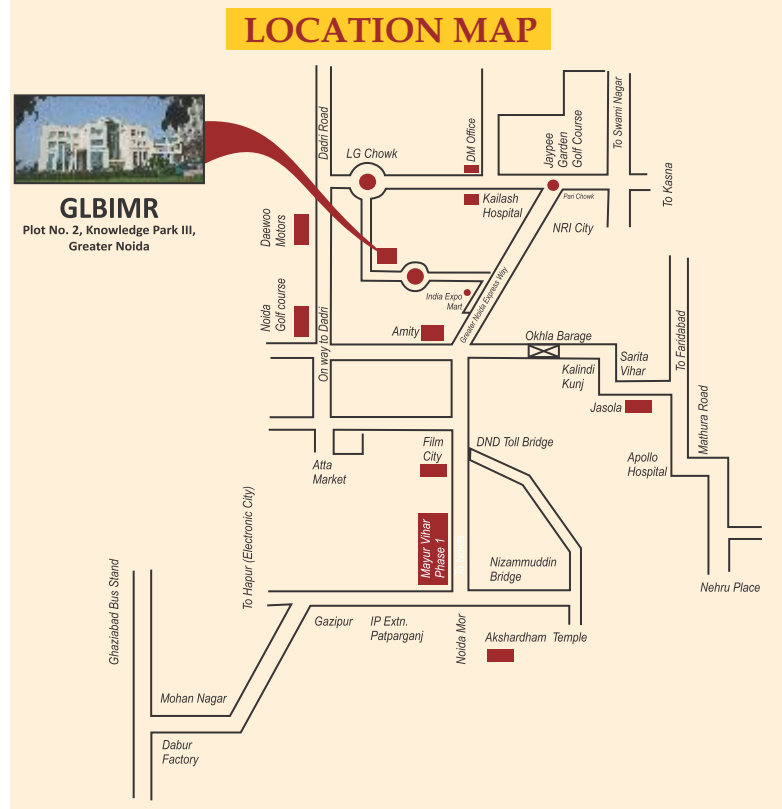 LOCATION MAP
GLBIMR
Plot No. 2, Knowledge Park III,
Greater Noida
Dadri Road
LG Chowk
DM Office
Jaypee
Garden
Golf Course
To Swami Nagar
To Kasna
Kailash
Hospital
Pari Chowk
NRI City
Daewoo
Motors
Noida
Golf course
On way to Dadri
India Expo
Mart
Greater Noida Express Way
Amity
Okhla Barage
Kalindi
Kunj
Sarita
Vihar
To Faridabad
Jasola
Mathura Road
Apollo
Hospital
Nehru Place
Atta
Market
Film
City
DND Toll Bridge
Mayur Vihar
Phase 1
Nizammuddin
Bridge
To Hapur (Electronic City)
Gazipur
IP Extn.
Patparganj
Noida Mor
Akshardham Temple
Ghaziabad Bus Stand
Mohan Nagar
Dabur
Factory